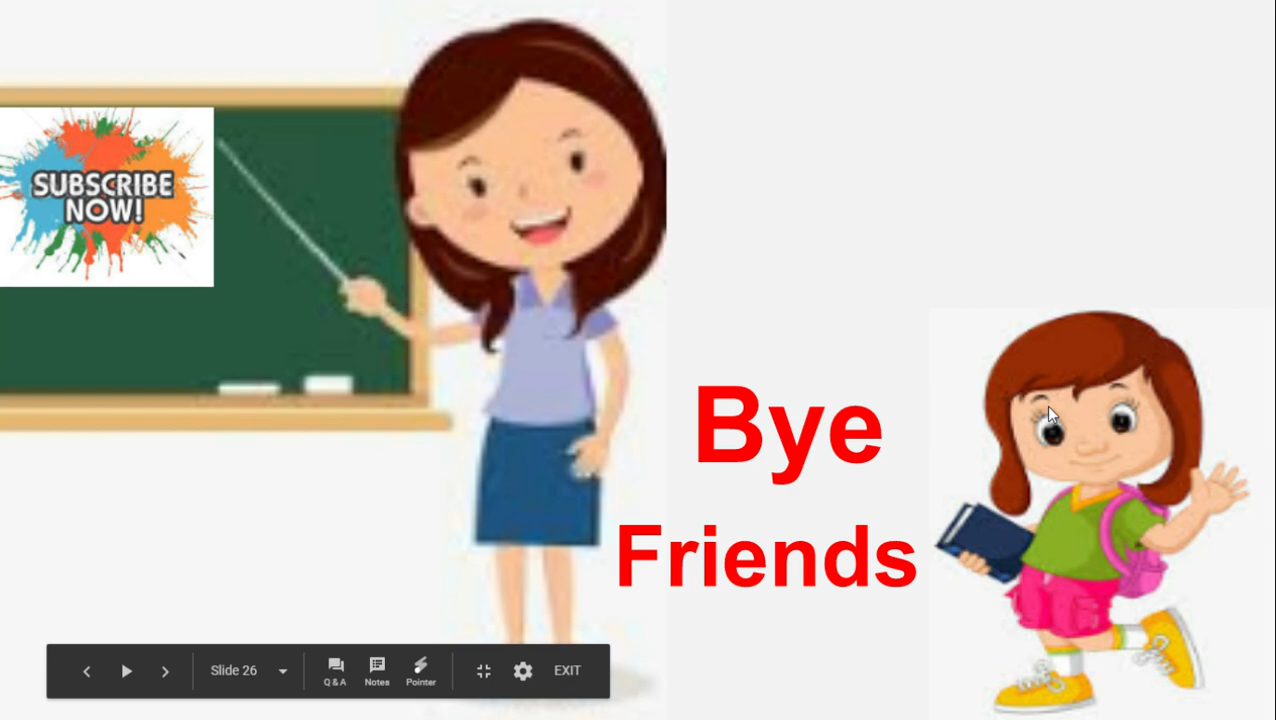 SUBSCRIBE
NOW!
Bye
Friends
Slide 26
Q & A
Notes
Pointer
EXIT